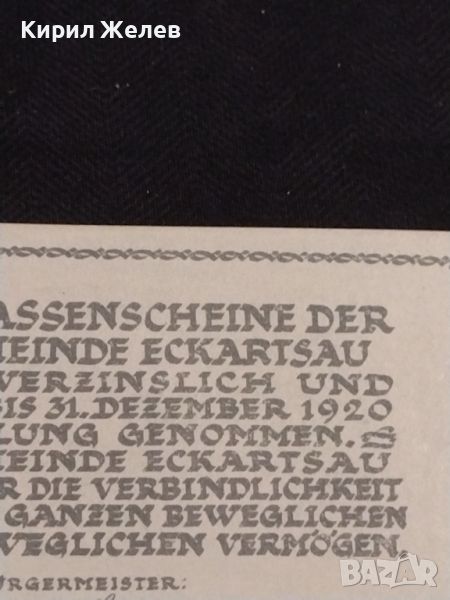 Кирил Желев
ASSENSCHEINE DER
EINDE ECKARTSAU
VERZINSLICH UND
IS 31. DEZEMBER 1920
LUNG GENOMMEN.
EINDE ECKARTSAU
R DIE VERBINDLICHKEIT
GANZEN BEWEGLICHEN
WEGLICHEN VERMÖGEN.
ÜRGERMEISTER:
BAZAR